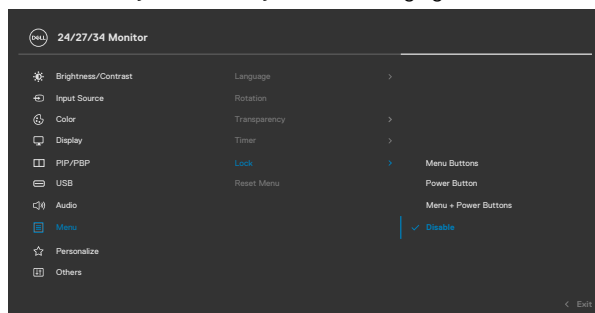 DELL 24/27/34 Monitor
Brightness/Contrast Language >
Input Source Rotation
Color Transparency >
Display Timer >
PIP/PBP Lock > Menu Buttons
USB Reset Menu Power Button
Audio Menu + Power Buttons
Menu ✓ Disable
Personalize
Others
< Exit